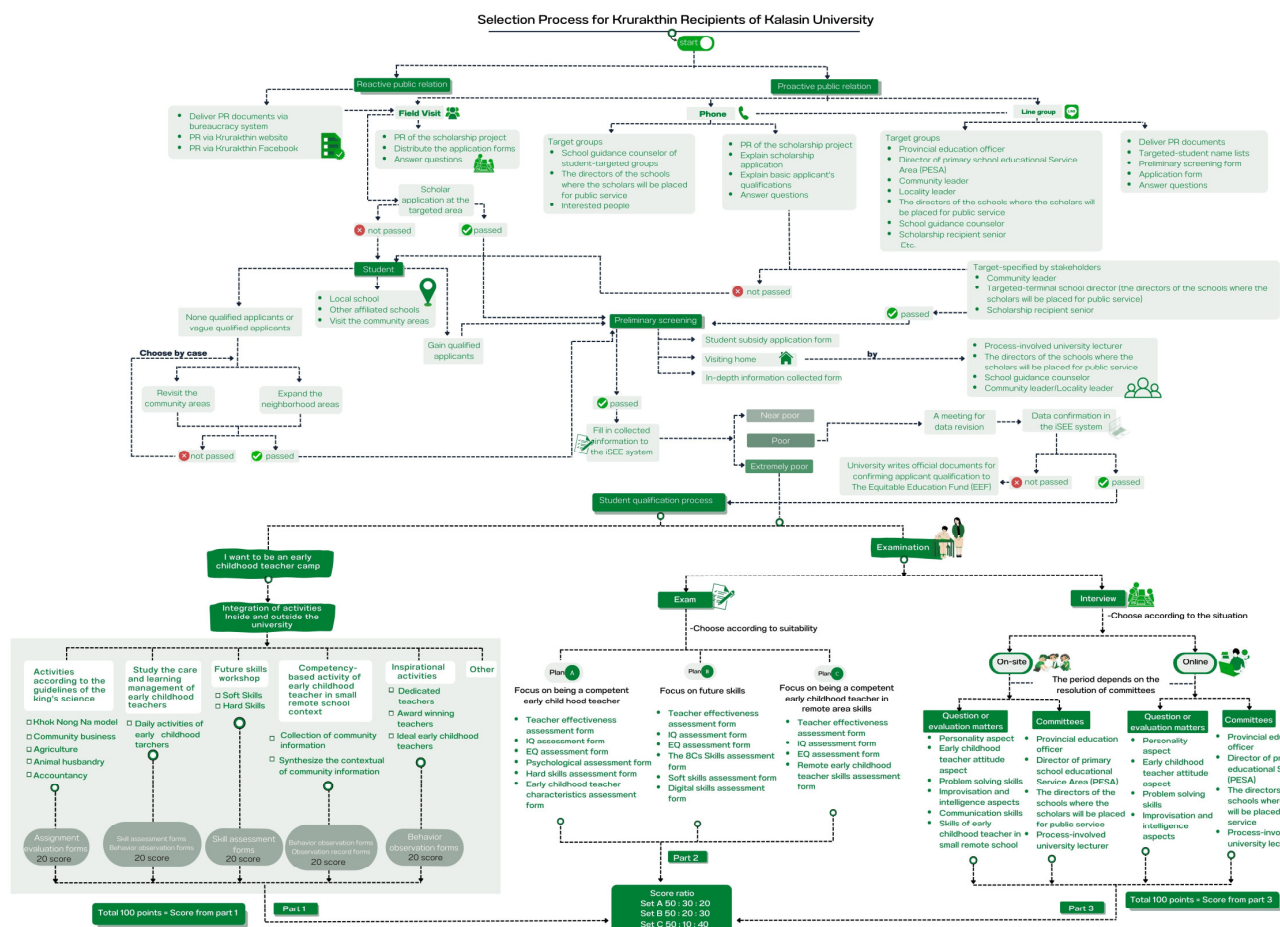 Selection Process for Krurakthin Recipients of Kalasin University
start
Reactive public relation
Proactive public relation
• Deliver PR documents via
bureaucracy system
• PR via Krurakthin website
• PR via Krurakthin Facebook
Field Visit
• PR of the scholarship project
• Distribute the application forms
• Answer questions
Phone
Target groups
• School guidance counselor of
student-targeted groups
• The directors of the schools
where the scholars will be placed
for public service
• Interested people
• PR of the scholarship project
• Explain scholarship
application
• Explain basic applicant's
qualifications
• Answer questions
Line group
Target groups
• Provincial education officer
• Director of primary school educational Service
Area (PESA)
• Community leader
• Locality leader
• The directors of the schools where the scholars will
be placed for public service
• School guidance counselor
• Scholarship recipient senior
Etc.
• Deliver PR documents
• Targeted-student name lists
• Preliminary screening form
• Application form
• Answer questions
Scholar
application at the
targeted area
not passed
passed
Student
• Local school
• Other affiliated schools
• Visit the community areas
None qualified applicants or
vague qualified applicants
Gain qualified
applicants
Choose by case
Revisit the
community areas
Expand the
neighborhood areas
not passed
passed
not passed
Target-specified by stakeholders
• Community leader
• Targeted-terminal school director (the directors of the schools where the
scholars will be placed for public service)
• Scholarship recipient senior
passed
Preliminary screening
Student subsidy application form
Visiting home
by
In-depth information collected form
• Process-involved university lecturer
• The directors of the schools where the
scholars will be placed for public service
• School guidance counselor
• Community leader/Locality leader
passed
Fill in collected
information to
the iSEE system
Near poor
Poor
Extremely poor
A meeting for
data revision
Data confirmation in
the iSEE system
University writes official documents for
confirming applicant qualification to
The Equitable Education Fund (EEF)
not passed
passed
Student qualification process
I want to be an early
childhood teacher camp
Integration of activities
Inside and outside the
university
Activities
according to the
guidelines of the
king's science
Khok Nong Na model
Community business
Agriculture
Animal husbandry
Accountancy
Assignment
evaluation forms
20 score
Study the care
and learning
management of
early childhood
teachers
Daily activities of
early childhood
tarchers
Skill assessment forms
Behavior observation forms
20 score
Future skills
workshop
Soft Skills
Hard Skills
Skill assessment
forms
20 score
Competency-
based activity of
early childhood
teacher in small
remote school
context
Collection of community
information
Synthesize the contextual
of community information
Behavior observation forms
Observation record forms
20 score
Inspirational
activities
Dedicated
teachers
Award winning
teachers
Ideal early childhood
teachers
Behavior
observation forms
20 score
Other
Total 100 points = Score from part 1
Part 1
Examination
Exam
-Choose according to suitability
Plan A
Focus on being a competent
early child hood teacher
• Teacher effectiveness
assessment form
• IQ assessment form
• EQ assessment form
• Psychological assessment form
• Hard skills assessment form
• Early childhood teacher
characteristics assessment
form
Plan B
Focus on future skills
• Teacher effectiveness
assessment form
• IQ assessment form
• EQ assessment form
• The 8Cs Skills assessment
form
• Soft skills assessment form
• Digital skills assessment
form
Plan C
Focus on being a competent
early childhood teacher in
remote area skills
• Teacher effectiveness
assessment form
• IQ assessment form
• EQ assessment form
• Remote early childhood
teacher skills assessment
form
Part 2
Score ratio
Set A 50 : 30 : 20
Set B 50 : 20 : 30
Set C 50 : 10 : 40
Interview
-Choose according to the situation
On-site
Online
The period depends on the
resolution of committees
Question or
evaluation matters
• Personality aspect
• Early childhood
teacher attitude
aspect
• Problem solving skills
• Improvisation and
intelligence aspects
• Communication skills
• Skills of early
childhood teacher in
small remote school
Committees
• Provincial education
officer
• Director of primary
school educational
Service Area (PESA)
• The directors of the
schools where the
scholars will be placed
for public service
• Process-involved
university lecturer
Question or
evaluation matters
• Personality
aspect
• Early childhood
teacher attitude
aspect
• Problem solving
skills
• Improvisation and
intelligence
aspects
Committees
• Provincial
officer
• Director of
educational
(PESA)
• The directors
schools
will be placed
service
•
university
Part 3
Total 100 points = Score from part 3